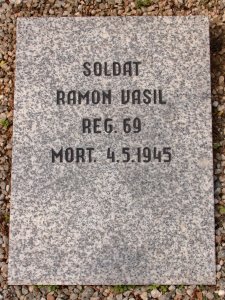 SOLDAT
RAMON VASIL
REG. 69
MORT. 4.5.1945